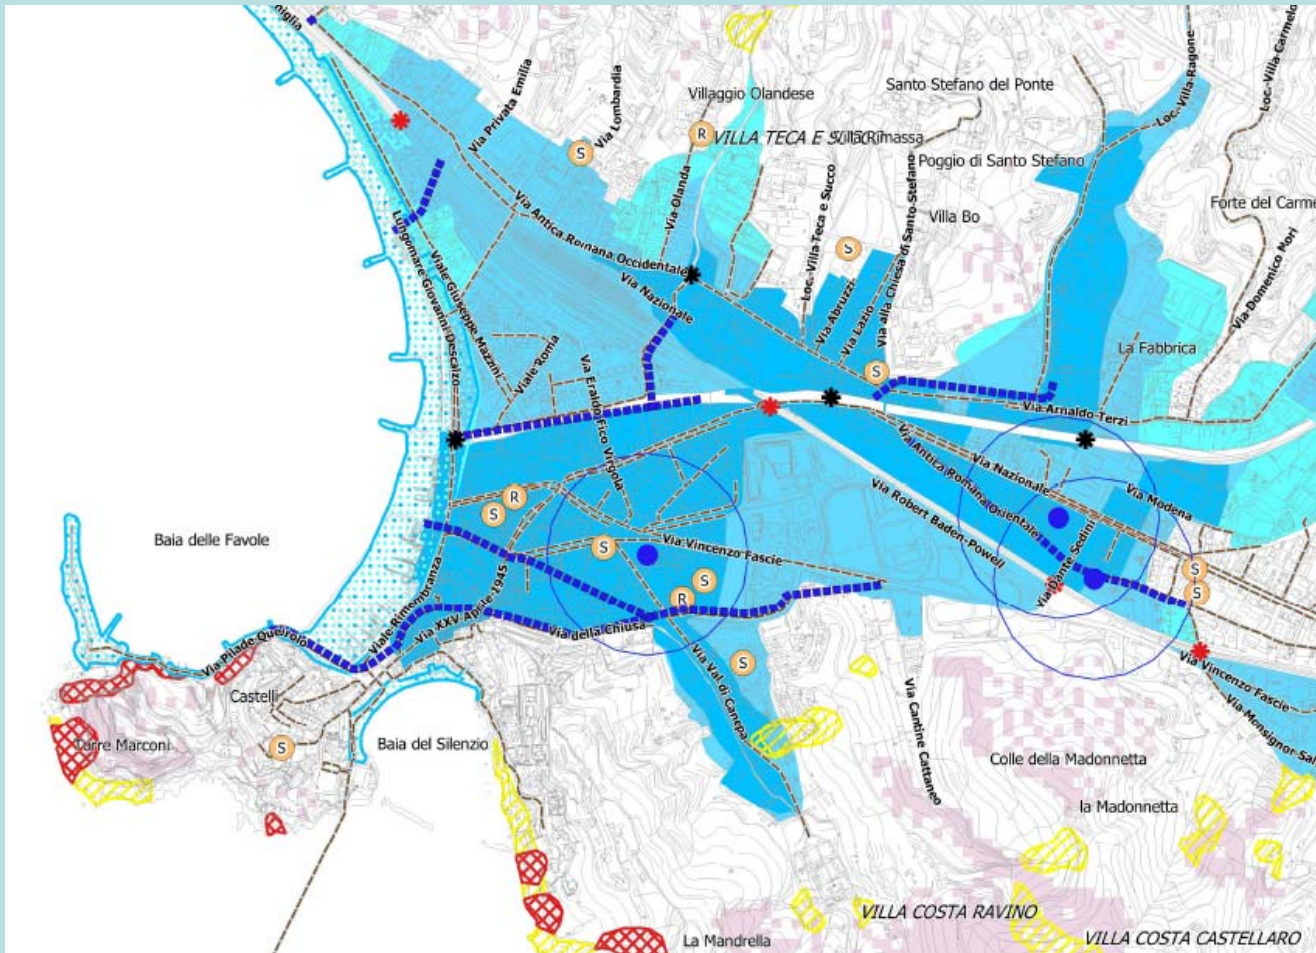 Via Privata Emilia
Via Lombardia
Villaggio Olandese
Santo Stefano del Ponte
Loc. Villa Ragone
Loc. Villa Carmelo
S
R
VILLA TECA E
Villa Rimassa
Poggio di Santo Stefano
Via Olanda
Loc. Villa Teca e Succo
Via alla Chiesa di Santo Stefano
Villa Bo
Forte del Carme
Via Antica Romana Occidentale
Lungomare Giovanni Descalzo
Viale Giuseppe Mazzini
Via Nazionale
S
Via Abruzzi
Via Lazio
Via Domenico Nori
La Fabbrica
Viale Roma
Via Eraldo Fico Virgola
S
Via Arnaldo Terzi
Via Antica Romana Orientale
Via Nazionale
Via Modena
Via Robert Baden-Powell
R
S
Baia delle Favole
S
Via Vincenzo Fascie
Via Dante Sedini
S
S
S
R
Viale Rimembranza
Via XXV Aprile 1945
Via della Chiusa
Via Pilade Queirolo
Via Val di Canepa
S
Via Vincenzo Fascie
Via Monsignor Sal
Castelli
Via Cantine Cattaneo
Torre Marconi
S
Baia del Silenzio
Colle della Madonnetta
la Madonnetta
VILLA COSTA RAVINO
La Mandrella
VILLA COSTA CASTELLARO